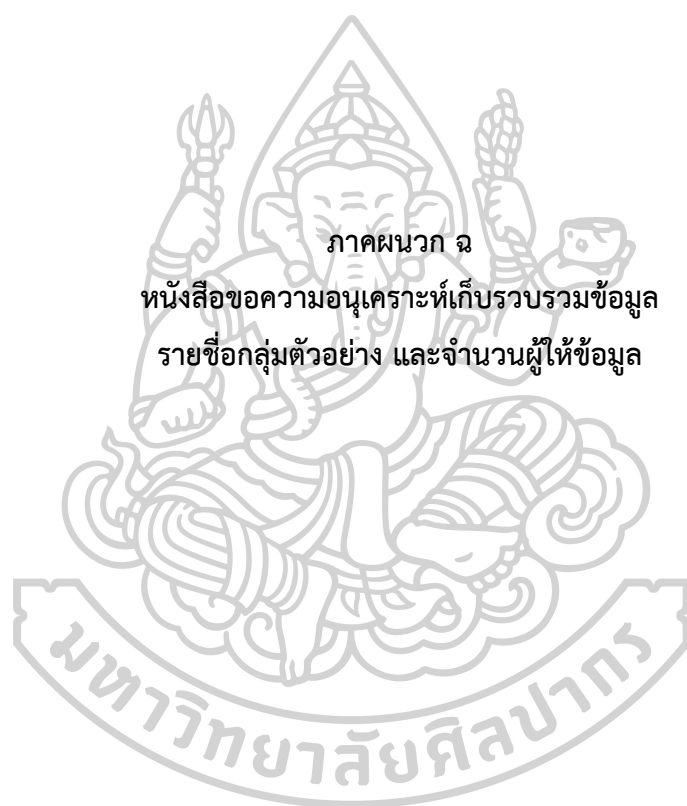 ภาคผนวก ฉ
หนังสือขอความอนุเคราะห์เก็บรวบรวมข้อมูล
รายชื่อกลุ่มตัวอย่าง และจำนวนผู้ให้ข้อมูล
มหาวิทยาลัยศิลปากร